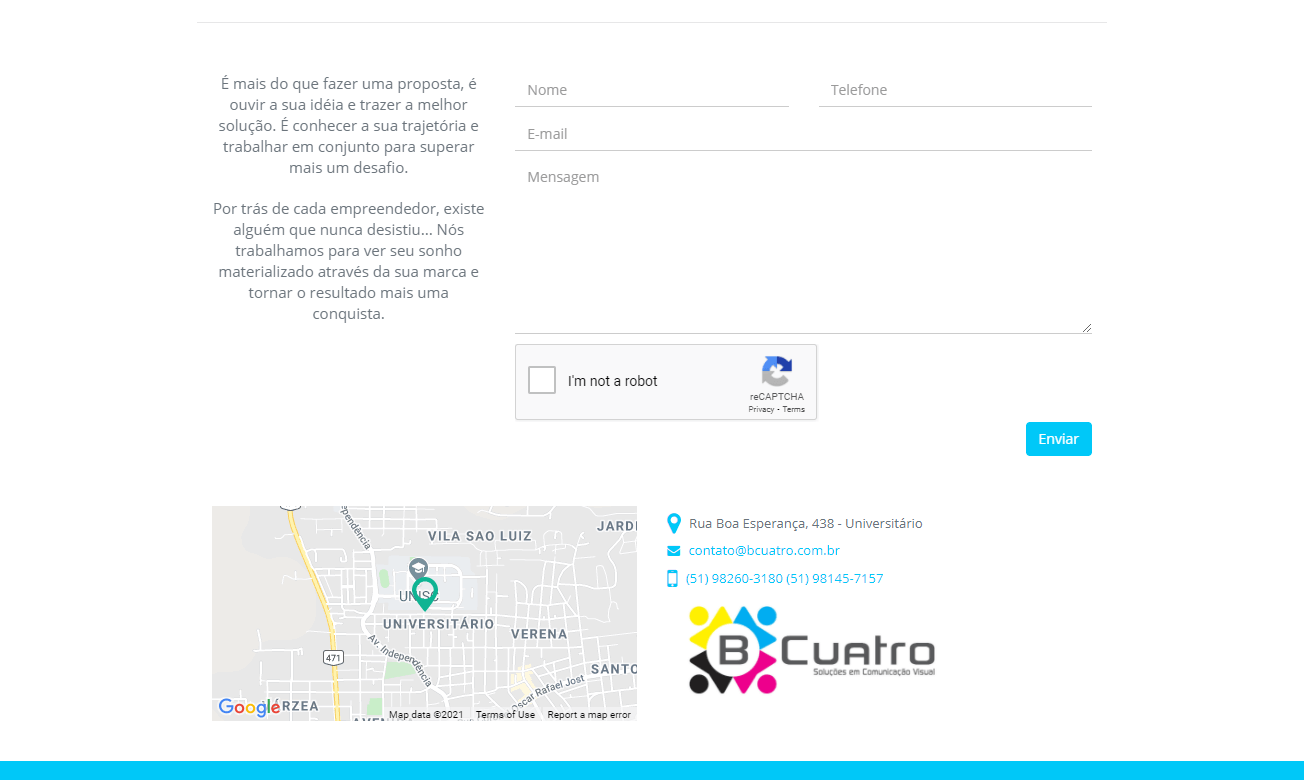 É mais do que fazer uma proposta, é
ouvir a sua idéia e trazer a melhor
solução. É conhecer a sua trajetória e
trabalhar em conjunto para superar
mais um desafio.
Por trás de cada empreendedor, existe
alguém que nunca desistiu... Nós
trabalhamos para ver seu sonho
materializado através da sua marca e
tornar o resultado mais uma
conquista.
Nome
Telefone
E-mail
Mensagem
I'm not a robot
reCAPTCHA
Privacy - Terms
Enviar
VILA SAO LUIZ
JARDI
UNISC
UNIVERSITÁRIO
VERENA
471
Av. Independência
SANTO
Oscar Rafael Jost
Google
Map data ©2021
Terms of Use
Report a map error
Rua Boa Esperança, 438 - Universitário
contato@bcuatro.com.br
(51) 98260-3180 (51) 98145-7157
B Cuatro
Soluções em Comunicação Visual